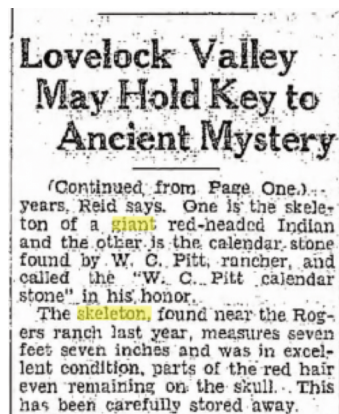 Lovelock Valley
May Hold Key to
Ancient Mystery
(Continued from Page One.)
years, Reid says. One is the skele-
ton of a giant red-headed Indian
and the other is the calendar stone
found by W. C. Pitt, rancher, and
called the "W. C. Pitt calendar
stone" in his honor.
The skeleton, found near the Rog-
ers ranch last year, measures seven
feet seven inches and was in excel-
lent condition, parts of the red hair
even remaining on the skull. This
has been carefully stored away.